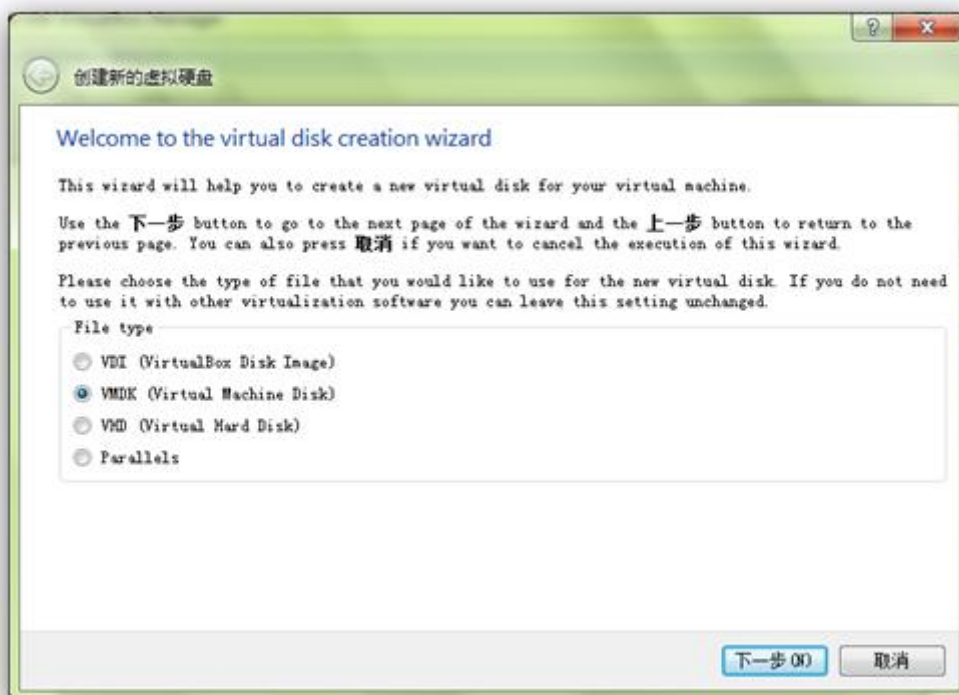 创建新的虚拟硬盘
Welcome to the virtual disk creation wizard
This wizard will help you to create a new virtual disk for your virtual machine.
Use the 下一步 button to go to the next page of the wizard and the 上一步 button to return to the
previous page. You can also press 取消 if you want to cancel the execution of this wizard.
Please choose the type of file that you would like to use for the new virtual disk. If you do not need
to use it with other virtualization software you can leave this setting unchanged.
File type
VDI (VirtualBox Disk Image)
VMDK (Virtual Machine Disk)
VHD (Virtual Hard Disk)
Parallels
下一步(N)
取消